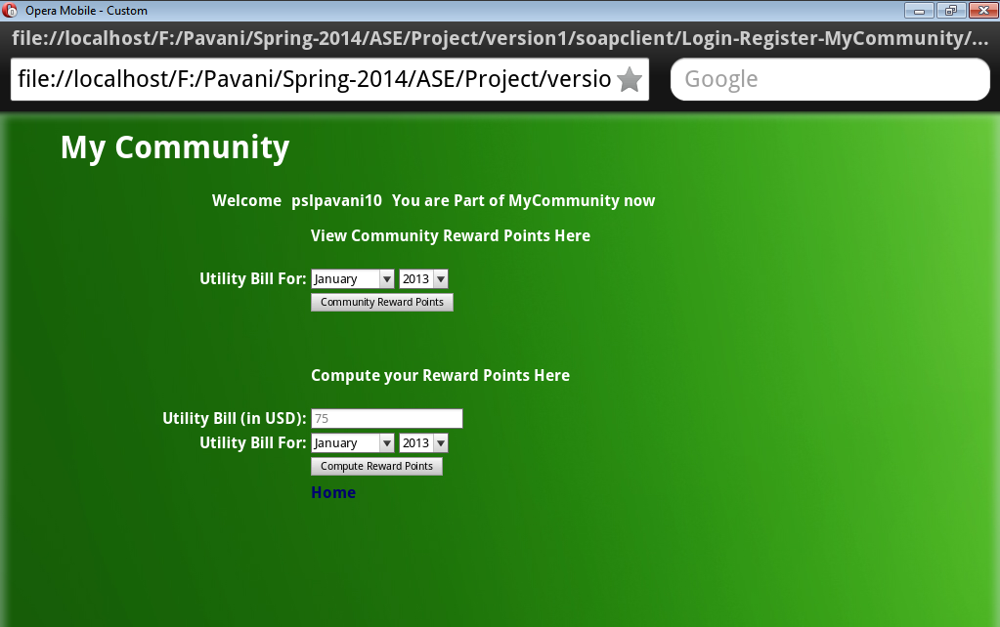 Opera Mobile - Custom
file://localhost/F:/Pavani/Spring-2014/ASE/Project/version1/soapclient/Login-Register-MyCommunity/...
file://localhost/F:/Pavani/Spring-2014/ASE/Project/versio Google
My Community
Welcome pslpavani10 You are Part of MyCommunity now
View Community Reward Points Here
Utility Bill For: January 2013
Community Reward Points
Compute your Reward Points Here
Utility Bill (in USD): 75
Utility Bill For: January 2013
Compute Reward Points
Home